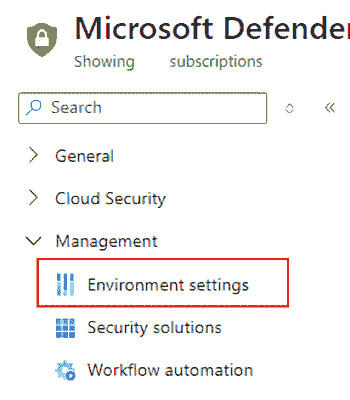 Microsoft Defender
Showing subscriptions
Search
General
Cloud Security
Management
Environment settings
Security solutions
Workflow automation